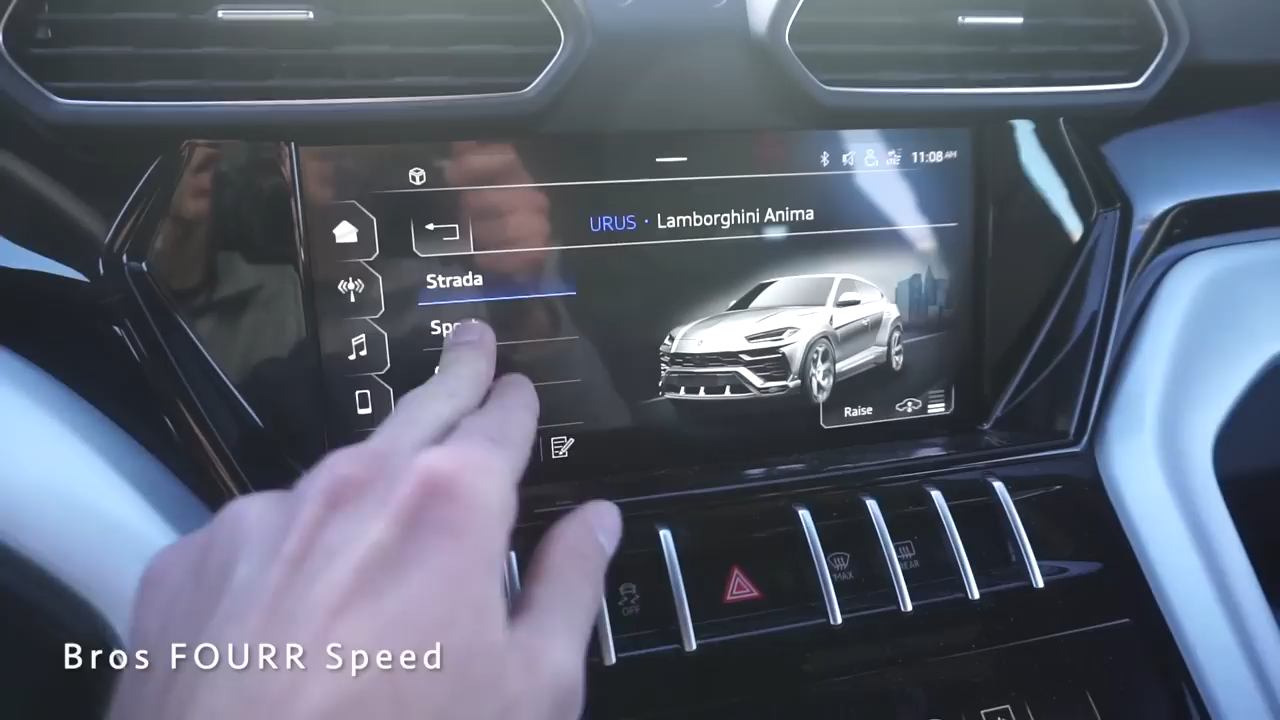 11:08 AM
URUS · Lamborghini Anima
Strada
Raise
OFF
MAX
REAR
Bros FOURR Speed